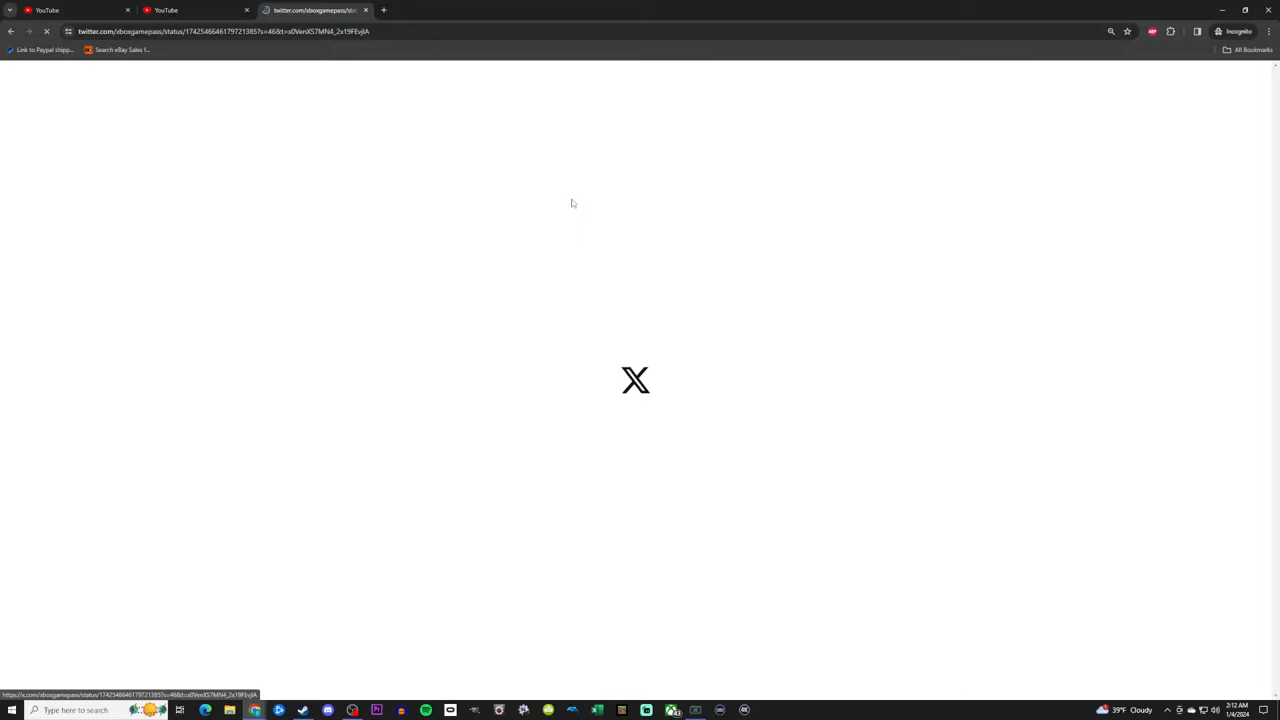 YouTube
YouTube
twitter.com/xboxgamepass/sta
twitter.com/xboxgamepass/status/1742546646179721385?s=46&t=s0VenXS7MN4_2x19FEvjIA
Incognito
Link to Paypal shipp...
Search eBay Sales f...
All Bookmarks
X
https://x.com/xboxgamepass/status/1742546646179721385?s=46&t=s0VenXS7MN4_2x19FEvjIA
Type here to search
39°F Cloudy
2:12 AM
1/4/2024